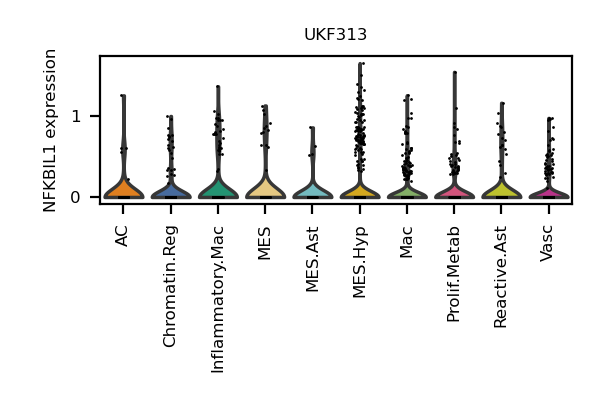 UKF313
NFKBIL1 expression
1
0
AC
Chromatin.Reg
Inflammatory.Mac
MES
MES.Ast
MES.Hyp
Mac
Prolif.Metab
Reactive.Ast
Vasc